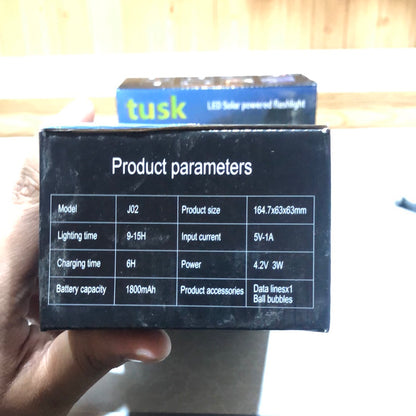 tusk
LED Solar powered flashlight
Product parameters
Model J02 Product size 164.7x63x63mm
Lighting time 9-15H Input current 5V-1A
Charging time 6H Power 4.2V 3W
Battery capacity 1800mAh Product accessories Data linesx1
Ball bubbles